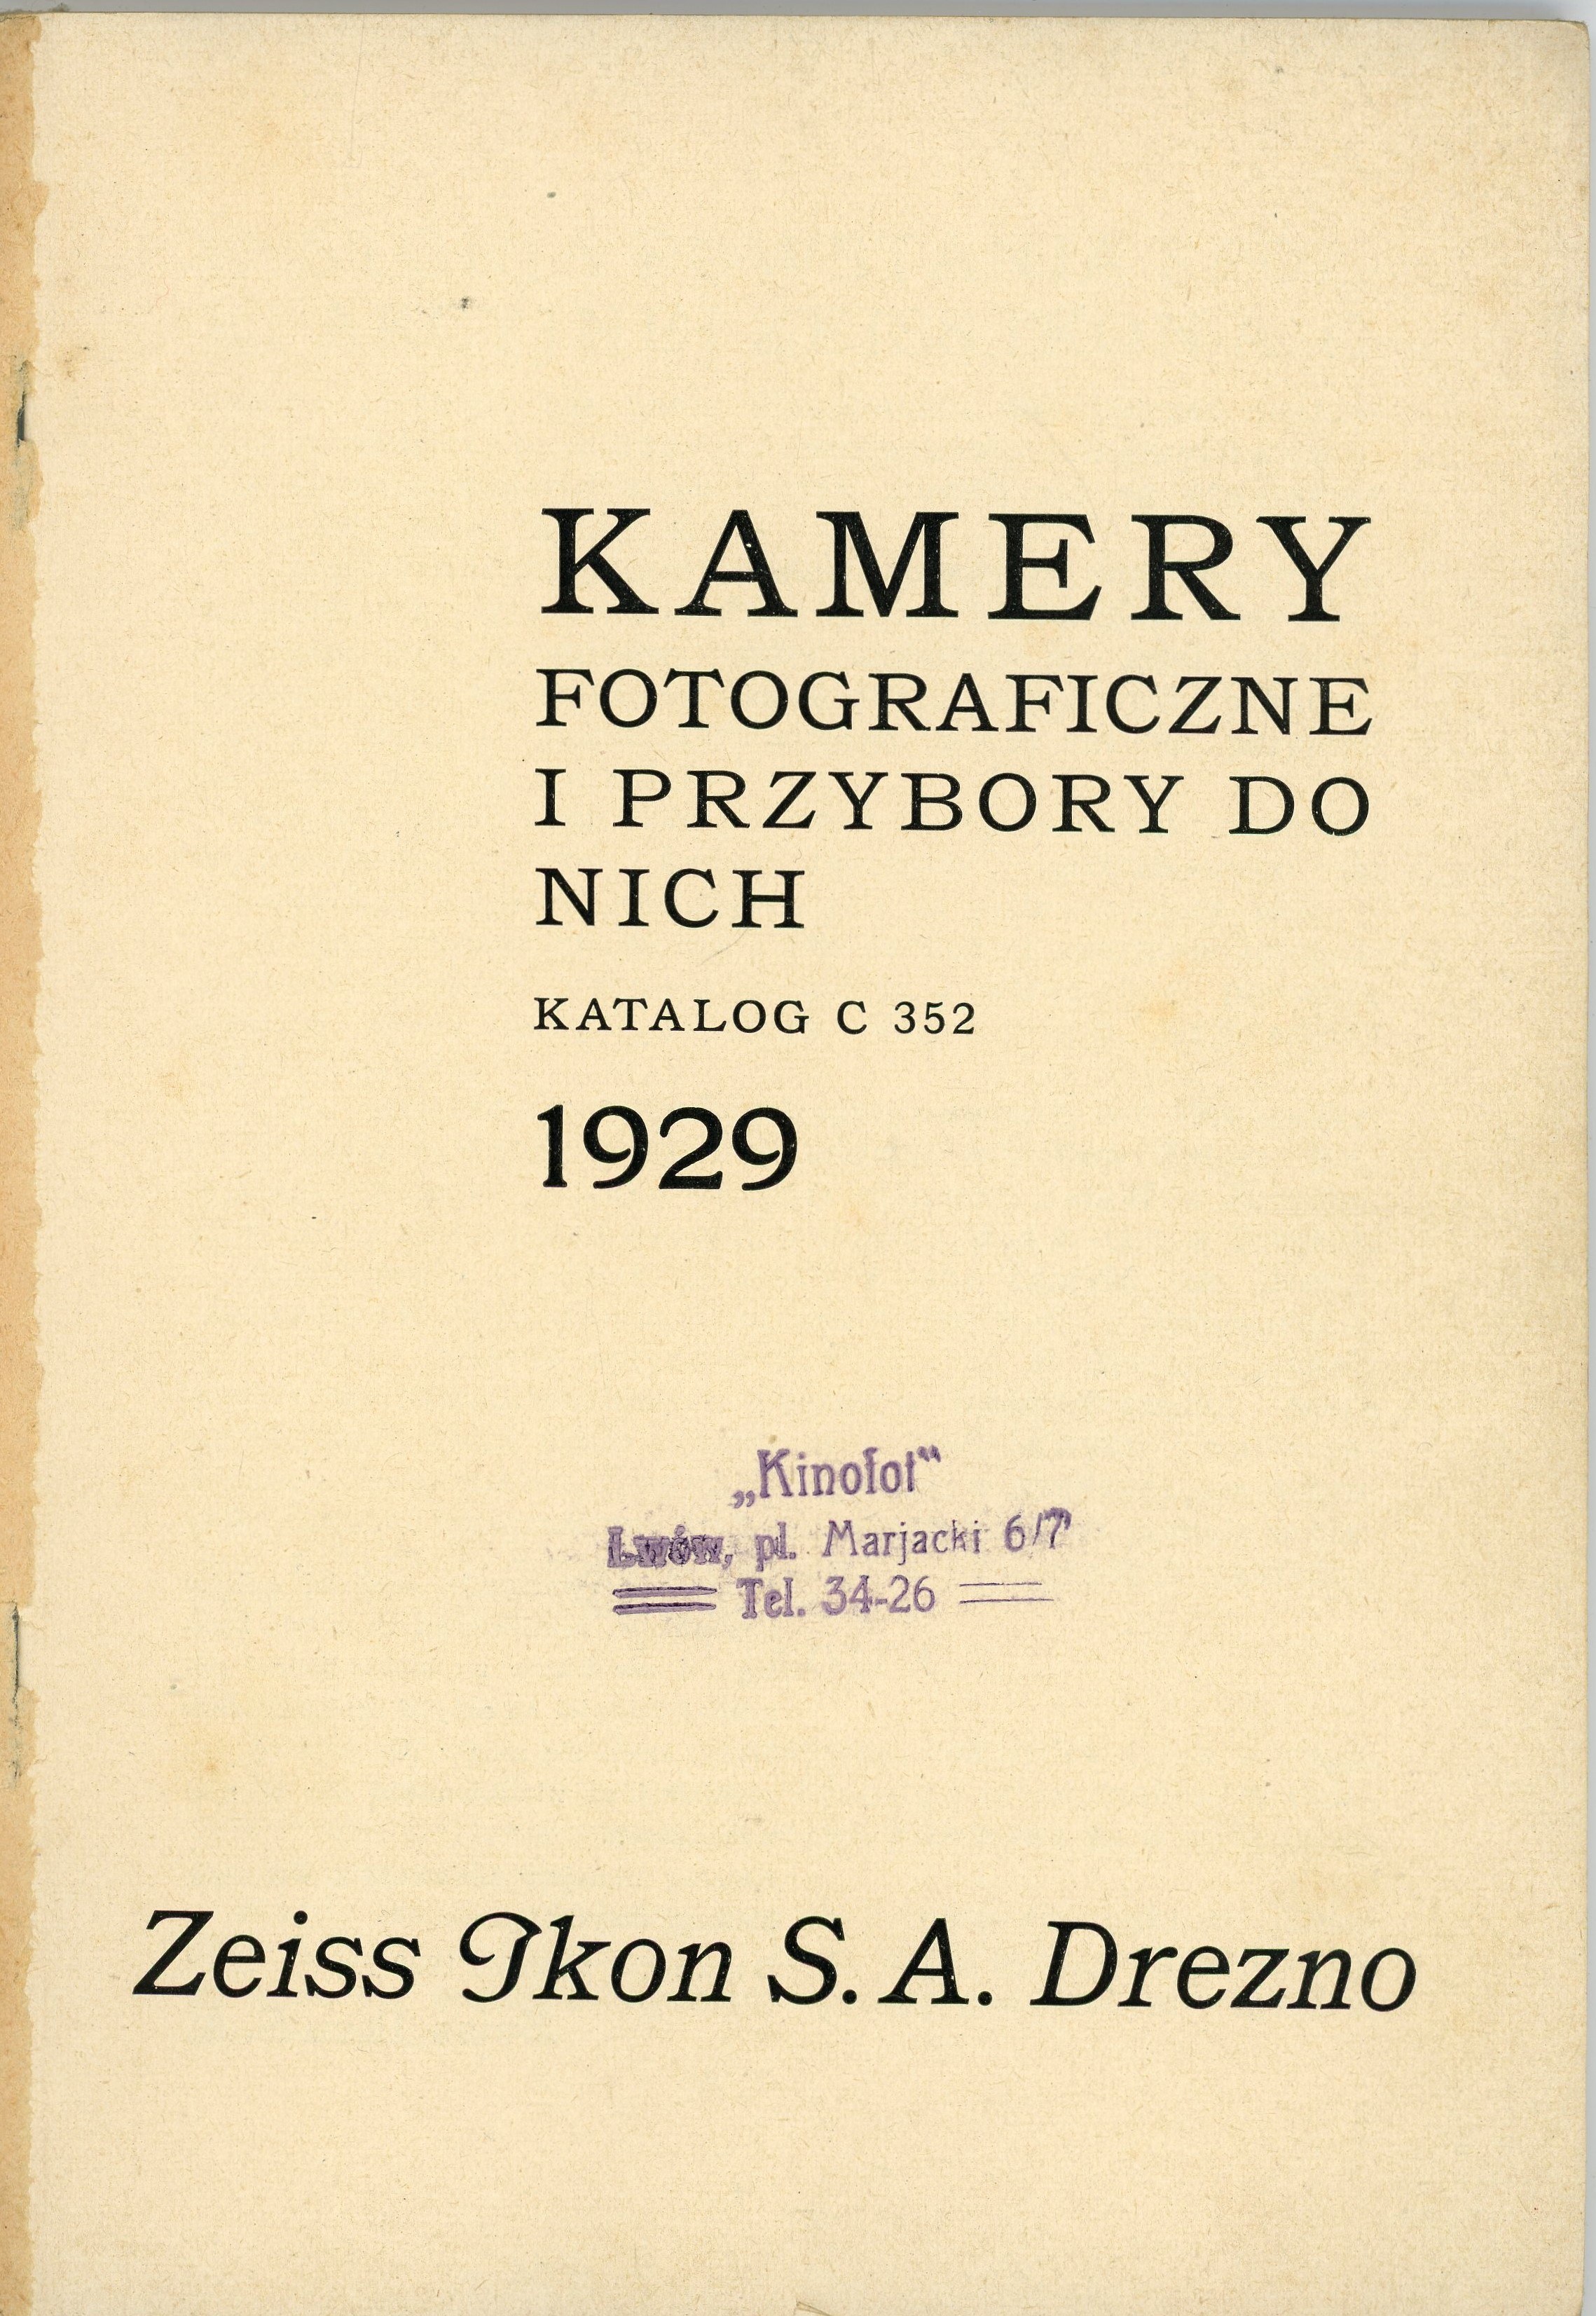 KAMERY
FOTOGRAFICZNE
I PRZYBORY DO
NICH
KATALOG C 352
1929
„Kinofot“
Lwów, pl. Marjacki 6/7
Tel. 34-26
Zeiss Ikon S. A. Drezno